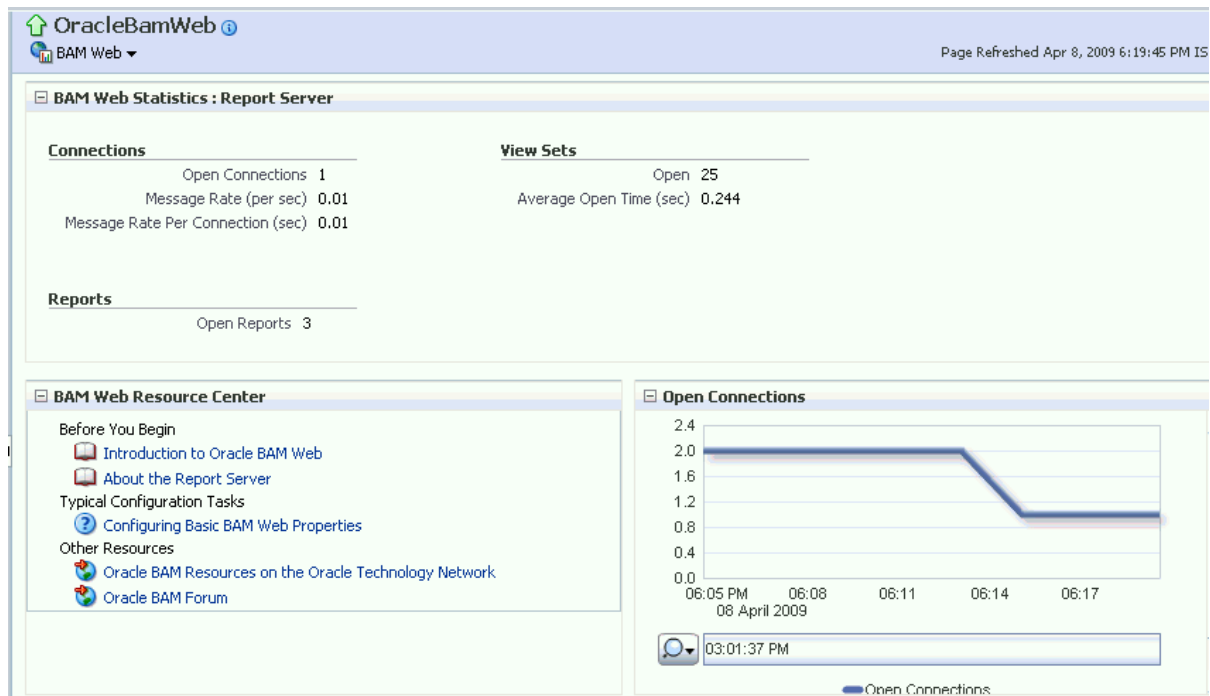 OracleBamWeb
BAM Web
Page Refreshed Apr 8, 2009 6:19:45 PM IS
BAM Web Statistics : Report Server
Connections
Open Connections 1
Message Rate (per sec) 0.01
Message Rate Per Connection (sec) 0.01
View Sets
Open 25
Average Open Time (sec) 0.244
Reports
Open Reports 3
BAM Web Resource Center
Before You Begin
Introduction to Oracle BAM Web
About the Report Server
Typical Configuration Tasks
Configuring Basic BAM Web Properties
Other Resources
Oracle BAM Resources on the Oracle Technology Network
Oracle BAM Forum
Open Connections
2.4
2.0
1.6
1.2
0.8
0.4
0.0
06:05 PM 06:08 06:11 06:14 06:17
08 April 2009
03:01:37 PM
Open Connections